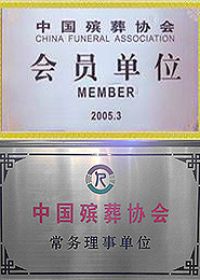 中国殡葬协会
CHINA FUNERAL ASSOCIATION
会员单位
MEMBER
2005.3
中国殡葬协会
常务理事单位